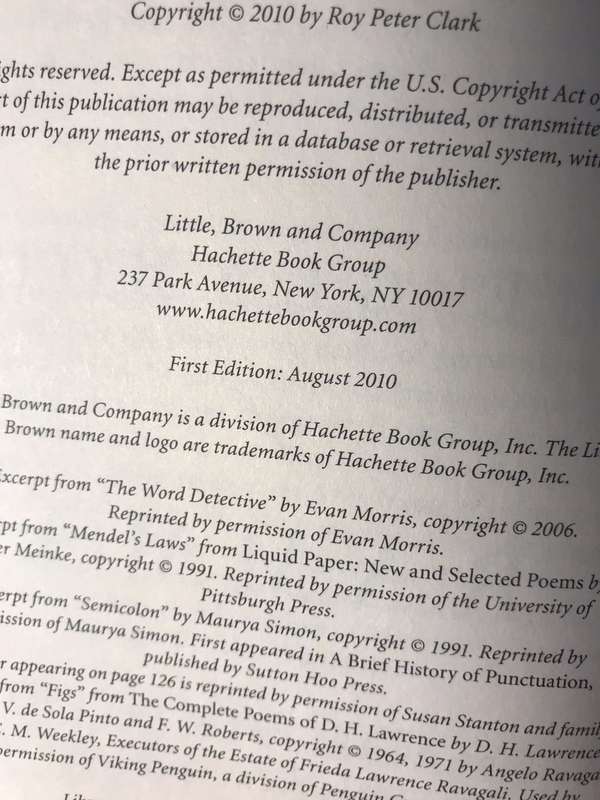 Copyright © 2010 by Roy Peter Clark
ights reserved. Except as permitted under the U.S. Copyright Act o
rt of this publication may be reproduced, distributed, or transmitte
m or by any means, or stored in a database or retrieval system, with
the prior written permission of the publisher.
Little, Brown and Company
Hachette Book Group
237 Park Avenue, New York, NY 10017
www.hachettebookgroup.com
First Edition: August 2010
Brown and Company is a division of Hachette Book Group, Inc. The Li
Brown name and logo are trademarks of Hachette Book Group, Inc.
Excerpt from “The Word Detective” by Evan Morris, copyright © 2006.
Reprinted by permission of Evan Morris.
rpt from “Mendel’s Laws” from Liquid Paper: New and Selected Poems by
er Meinke, copyright © 1991. Reprinted by permission of the University of
Pittsburgh Press.
erpt from “Semicolon” by Maurya Simon, copyright © 1991. Reprinted by
ission of Maurya Simon. First appeared in A Brief History of Punctuation,
published by Sutton Hoo Press.
r appearing on page 126 is reprinted by permission of Susan Stanton and famil
from “Figs” from The Complete Poems of D. H. Lawrence by D. H. Lawrence
V. de Sola Pinto and F. W. Roberts, copyright © 1964, 1971 by Angelo Ravaga
. M. Weekley, Executors of the Estate of Frieda Lawrence Ravagali. Used by
permission of Viking Penguin, a division of Penguin G